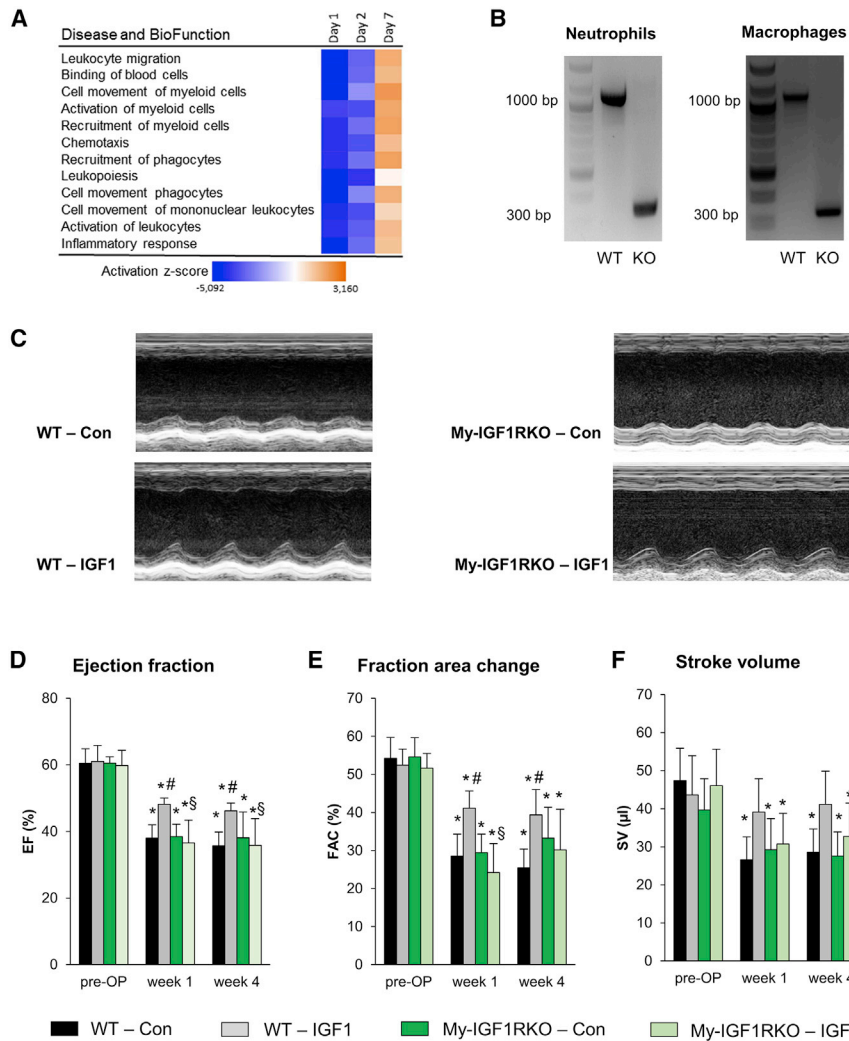 A
Disease and BioFunction
Day 1
Day 2
Day 7
Leukocyte migration
Binding of blood cells
Cell movement of myeloid cells
Activation of myeloid cells
Recruitment of myeloid cells
Chemotaxis
Recruitment of phagocytes
Leukopoiesis
Cell movement phagocytes
Cell movement of mononuclear leukocytes
Activation of leukocytes
Inflammatory response
Activation z-score
-5,092
3,160
B
Neutrophils
Macrophages
1000 bp
1000 bp
300 bp
300 bp
WT KO
WT KO
C
WT – Con
My-IGF1RKO – Con
WT – IGF1
My-IGF1RKO – IGF1
D Ejection fraction
EF (%)
80
60
40
20
0
* *# * *§
* *# * *§
pre-OP week 1 week 4
E Fraction area change
FAC (%)
70
60
50
40
30
20
10
0
* *# * *§
* *# * *
pre-OP week 1 week 4
F Stroke volume
SV (µl)
70
60
50
40
30
20
10
0
* * *
* *
pre-OP week 1 week 4
WT – Con WT – IGF1 My-IGF1RKO – Con My-IGF1RKO – IGF